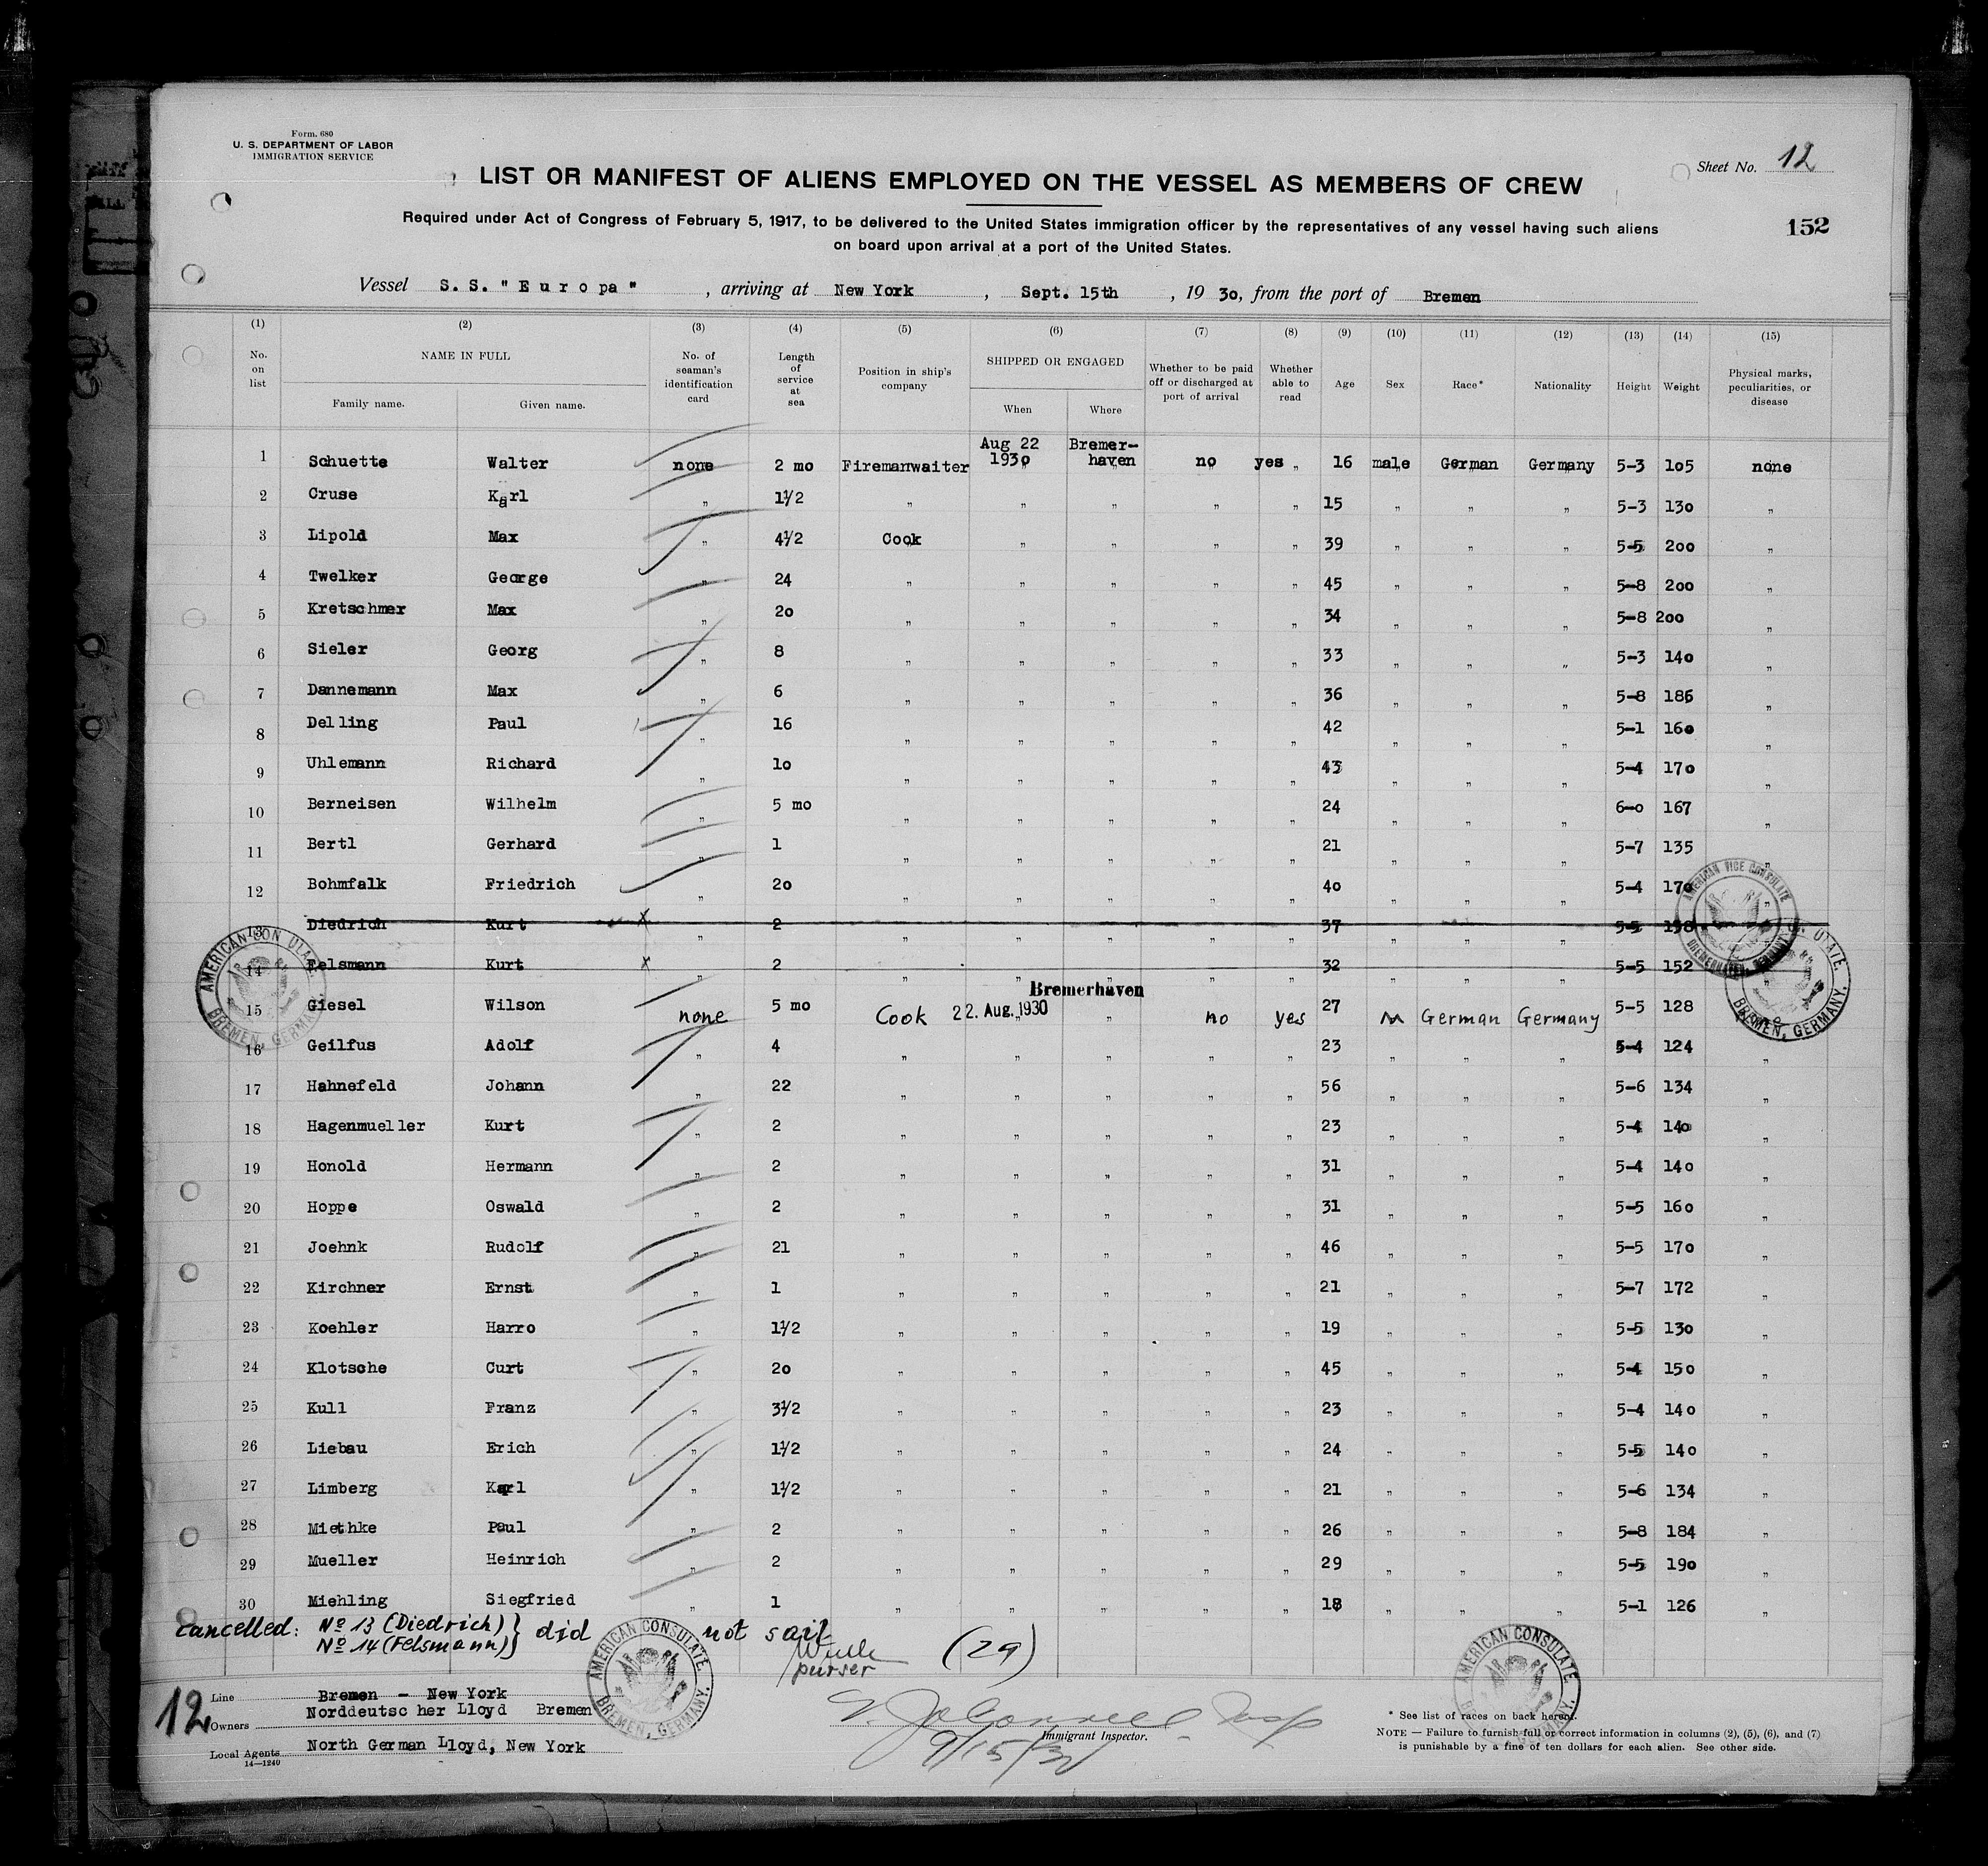 Form. 680
U. S. DEPARTMENT OF LABOR
IMMIGRATION SERVICE
Sheet No. 12
LIST OR MANIFEST OF ALIENS EMPLOYED ON THE VESSEL AS MEMBERS OF CREW
152
Required under Act of Congress of February 5, 1917, to be delivered to the United States immigration officer by the representatives of any vessel having such aliens
on board upon arrival at a port of the United States.
Vessel S.S. "Europa" , arriving at New York , Sept. 15th , 19 30, from the port of Bremen
(1) (2) (3) (4) (5) (6) (7) (8) (9) (10) (11) (12) (13) (14) (15)
No. on list NAME IN FULL Family name. Given name. No. of seaman's identification card Length of service at sea Position in ship's company SHIPPED OR ENGAGED When Where Whether to be paid off or discharged at port of arrival Whether able to read Age Sex Race* Nationality Height Weight Physical marks, peculiarities, or disease
1 Schuette Walter none 2 mo Firemanwaiter Aug 22 1930 Bremer-haven no yes " 16 male German Germany 5-3 105 none
2 Cruse Karl " 1½ " " " " " 15 " " " 5-3 130 "
3 Lipold Max " 4½ Cook " " " " 39 " " " 5-5 200 "
4 Twelker George " 24 " " " " " 45 " " " 5-8 200 "
5 Kretschmer Max " 20 " " " " " 34 " " " 5-8 200 "
6 Sieler Georg " 8 " " " " " 33 " " " 5-3 140 "
7 Dannemann Max " 6 " " " " " 36 " " " 5-8 186 "
8 Delling Paul " 16 " " " " " 42 " " " 5-1 160 "
9 Uhlemann Richard " 10 " " " " " 43 " " " 5-4 170 "
10 Berneisen Wilhelm " 5 mo " " " " " 24 " " " 6-0 167 "
11 Bertl Gerhard " 1 " " " " " 21 " " " 5-7 135 "
12 Bohmfalk Friedrich " 20 " " " " " 40 " " " 5-4 170 "
13 Diedrich Kurt x " 2 " " " " " 37 " " " 5-5 198 "
14 Felsmann Kurt x " 2 " " " " " 32 " " " 5-5 152
15 Giesel Wilson none 5 mo Cook 22. Aug. 1930 Bremerhaven " no yes 27 M German Germany 5-5 128
16 Geilfus Adolf " 4 " " " " " 23 " " " 5-4 124 "
17 Hahnefeld Johann " 22 " " " " " 56 " " " 5-6 134 "
18 Hagenmueller Kurt " 2 " " " " " 23 " " " 5-4 140 "
19 Honold Hermann " 2 " " " " " 31 " " " 5-4 140 "
20 Hoppe Oswald " 2 " " " " " 31 " " " 5-5 160 "
21 Joehnk Rudolf " 21 " " " " " 46 " " " 5-5 170 "
22 Kirchner Ernst " 1 " " " " " 21 " " " 5-7 172 "
23 Koehler Harro " 1½ " " " " " 19 " " " 5-5 130 "
24 Klotsche Curt " 20 " " " " " 45 " " " 5-4 150 "
25 Kull Franz " 3½ " " " " " 23 " " " 5-4 140 "
26 Liebau Erich " 1½ " " " " " 24 " " " 5-5 140 "
27 Limberg Karl " 1½ " " " " " 21 " " " 5-6 134 "
28 Miethke Paul " 2 " " " " " 26 " " " 5-8 184 "
29 Mueller Heinrich " 2 " " " " " 29 " " " 5-5 190 "
30 Miehling Siegfried 1 " " " " " 18 " " " 5-1 126 "
AMERICAN VICE CONSULATE BREMERHAVEN, GERMANY
AMERICAN CONSULATE. BREMEN, GERMANY.
AMERICAN CONSULATE. BREMEN, GERMANY.
Cancelled: No 13 (Diedrich) } did not sail
No 14 (Felsmann) }
purser
(29)
AMERICAN CONSULATE. BREMEN, GERMANY.
AMERICAN CONSULATE. BREMEN, GERMANY.
12
Line Bremen - New York
Owners Norddeutscher Lloyd Bremen
Local Agents North German Lloyd, New York
14—1240
Insp
Immigrant Inspector.
9/15/30
* See list of races on back hereof.
NOTE — Failure to furnish full or correct information in columns (2), (5), (6), and (7)
is punishable by a fine of ten dollars for each alien. See other side.